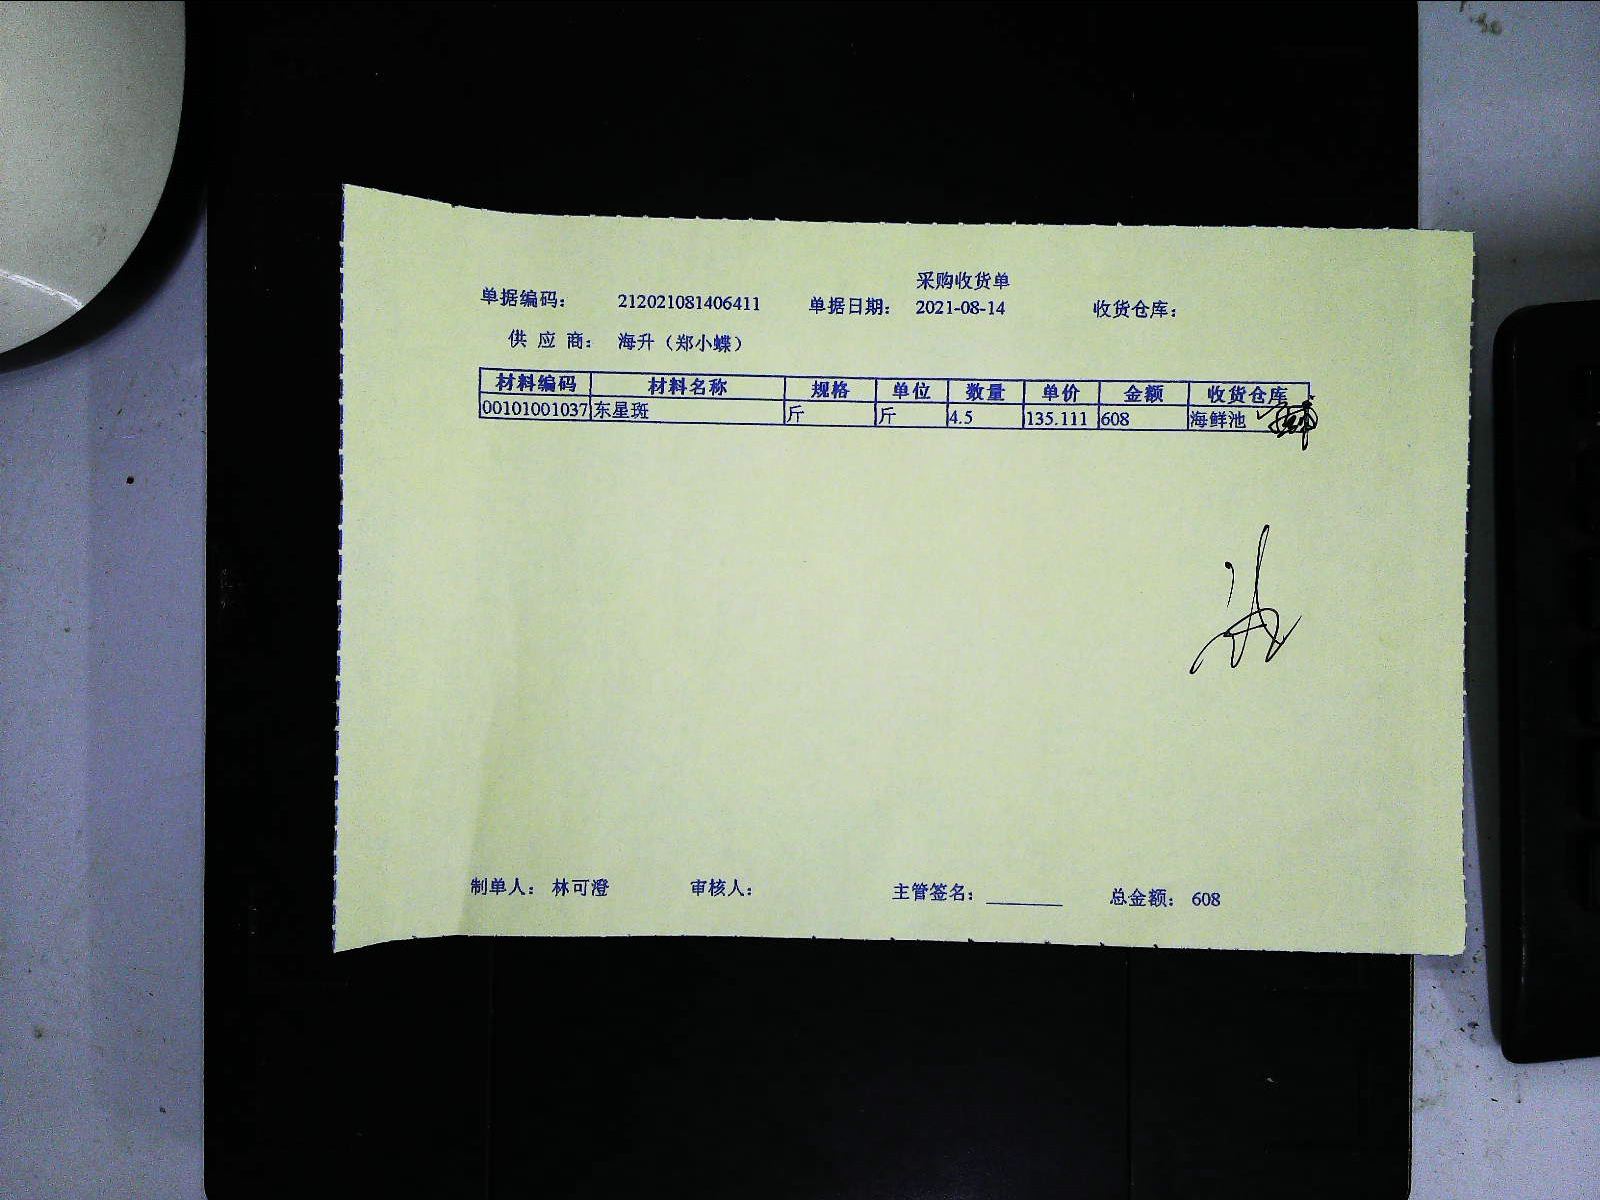 采购收货单
单据编码： 212021081406411 单据日期： 2021-08-14 收货仓库：
供 应 商： 海升（郑小蝶）
材料编码 材料名称 规格 单位 数量 单价 金额 收货仓库
00101001037 东星斑 斤 斤 4.5 135.111 608 海鲜池
制单人： 林可澄 审核人： 主管签名：________ 总金额： 608